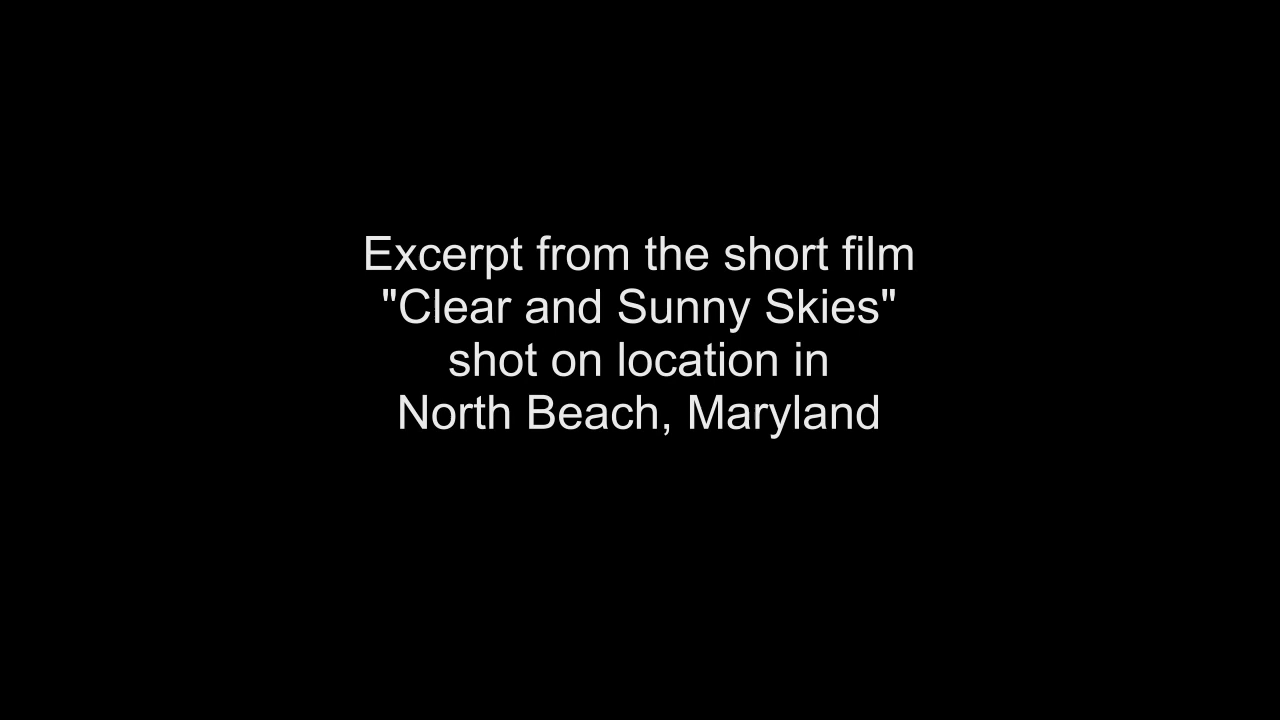 Excerpt from the short film
"Clear and Sunny Skies"
shot on location in
North Beach, Maryland